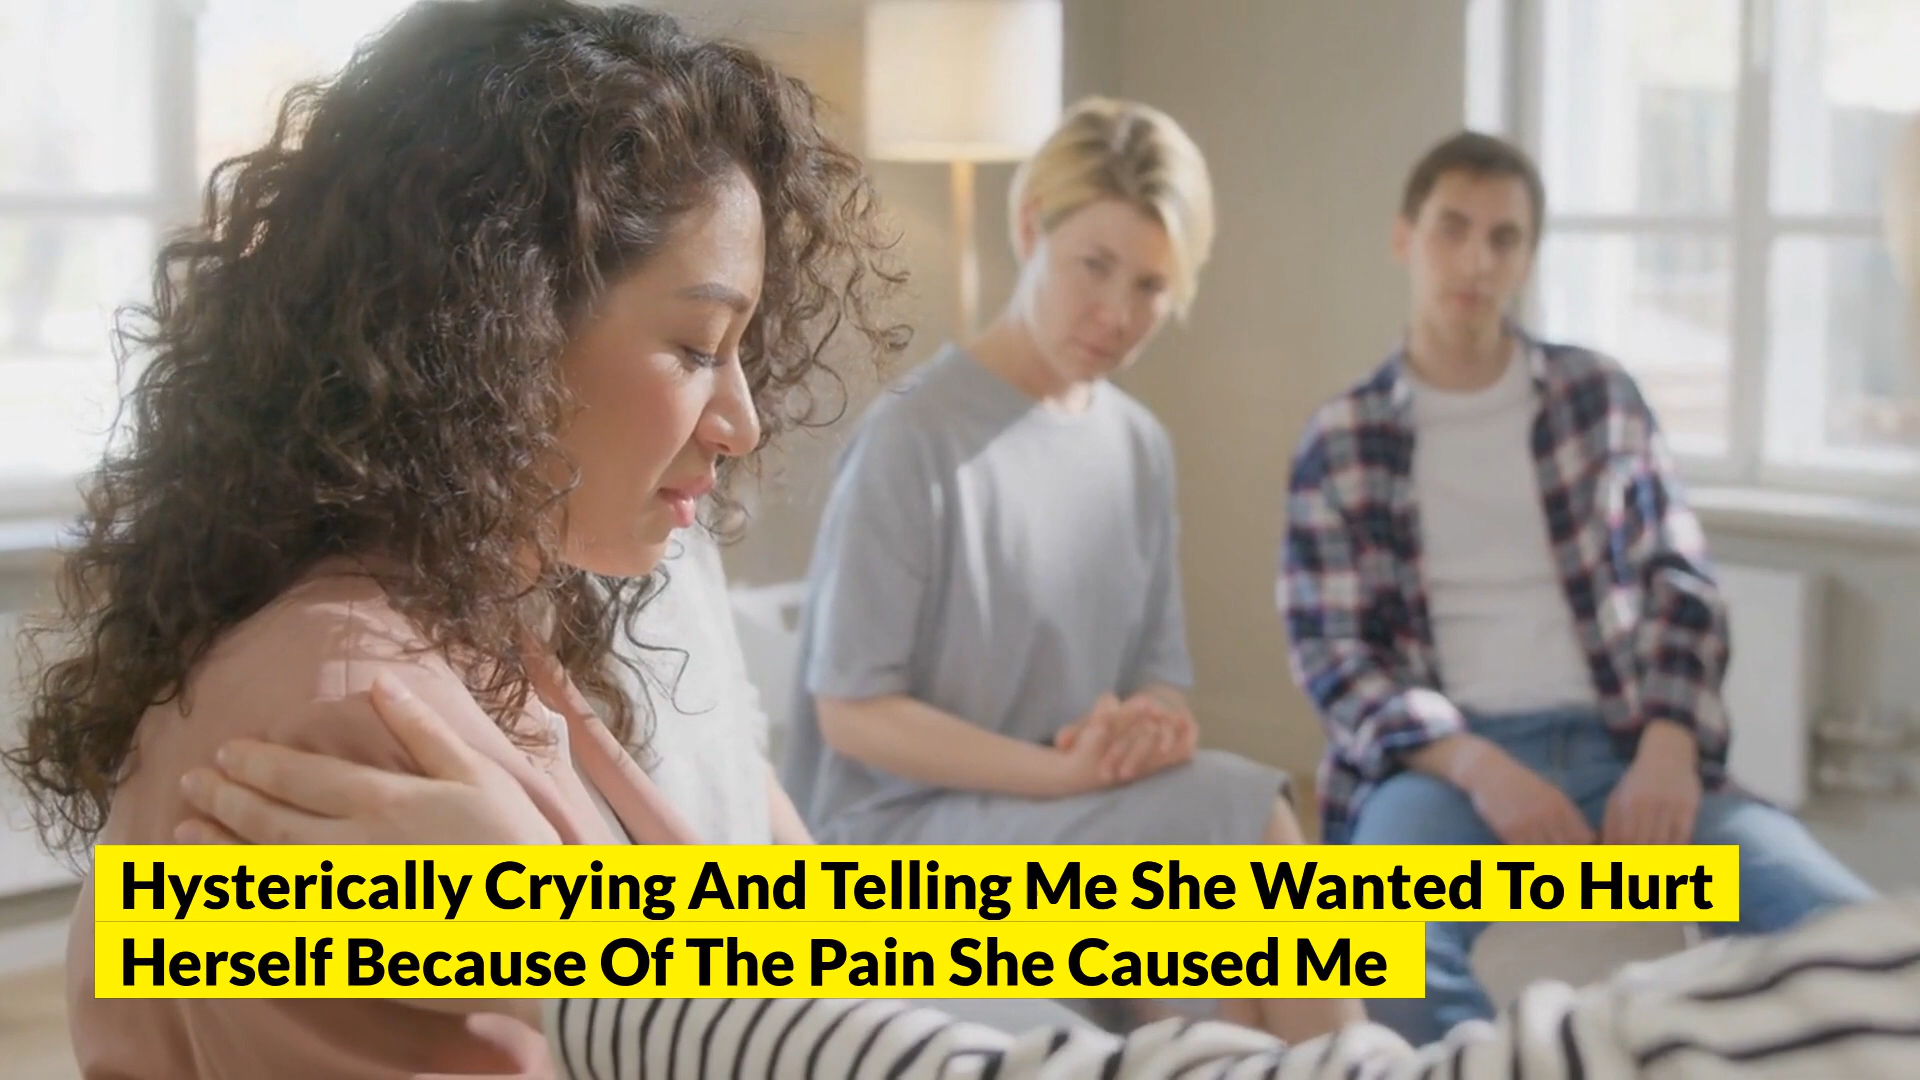 Hysterically Crying And Telling Me She Wanted To Hurt
Herself Because Of The Pain She Caused Me